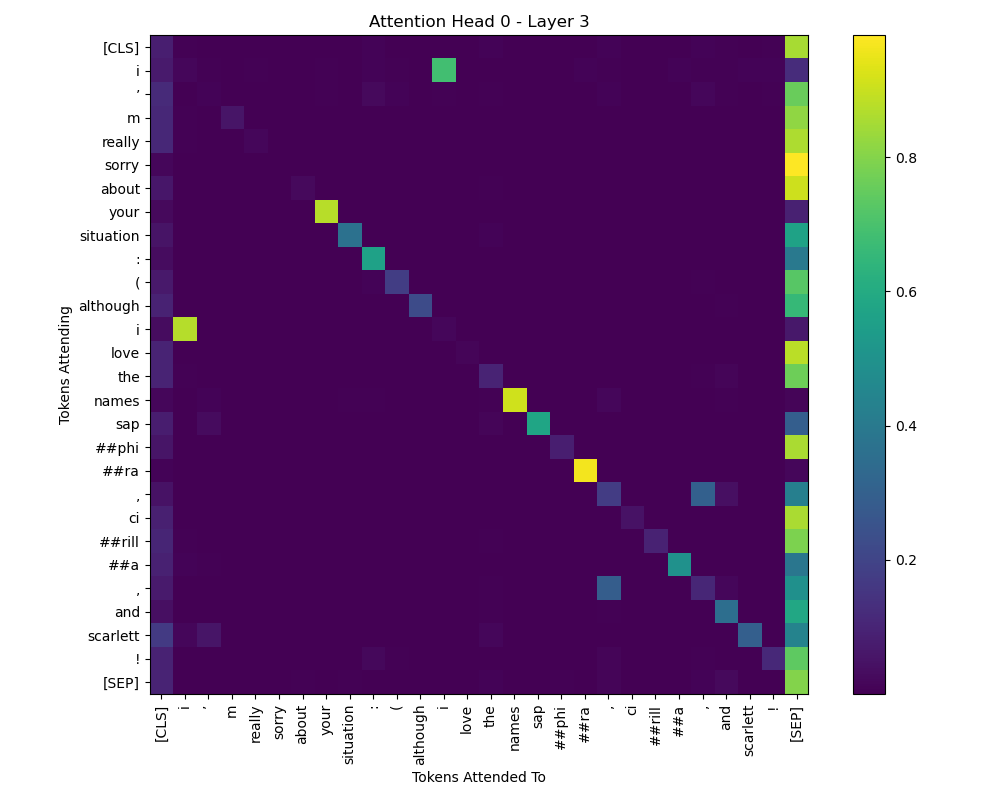 Attention Head 0 - Layer 3
Tokens Attending
[CLS]
i
’
m
really
sorry
about
your
situation
:
(
although
i
love
the
names
sap
##phi
##ra
,
ci
##rill
##a
,
and
scarlett
!
[SEP]
[CLS]
i
’
m
really
sorry
about
your
situation
:
(
although
i
love
the
names
sap
##phi
##ra
,
ci
##rill
##a
,
and
scarlett
!
[SEP]
Tokens Attended To
0.8
0.6
0.4
0.2